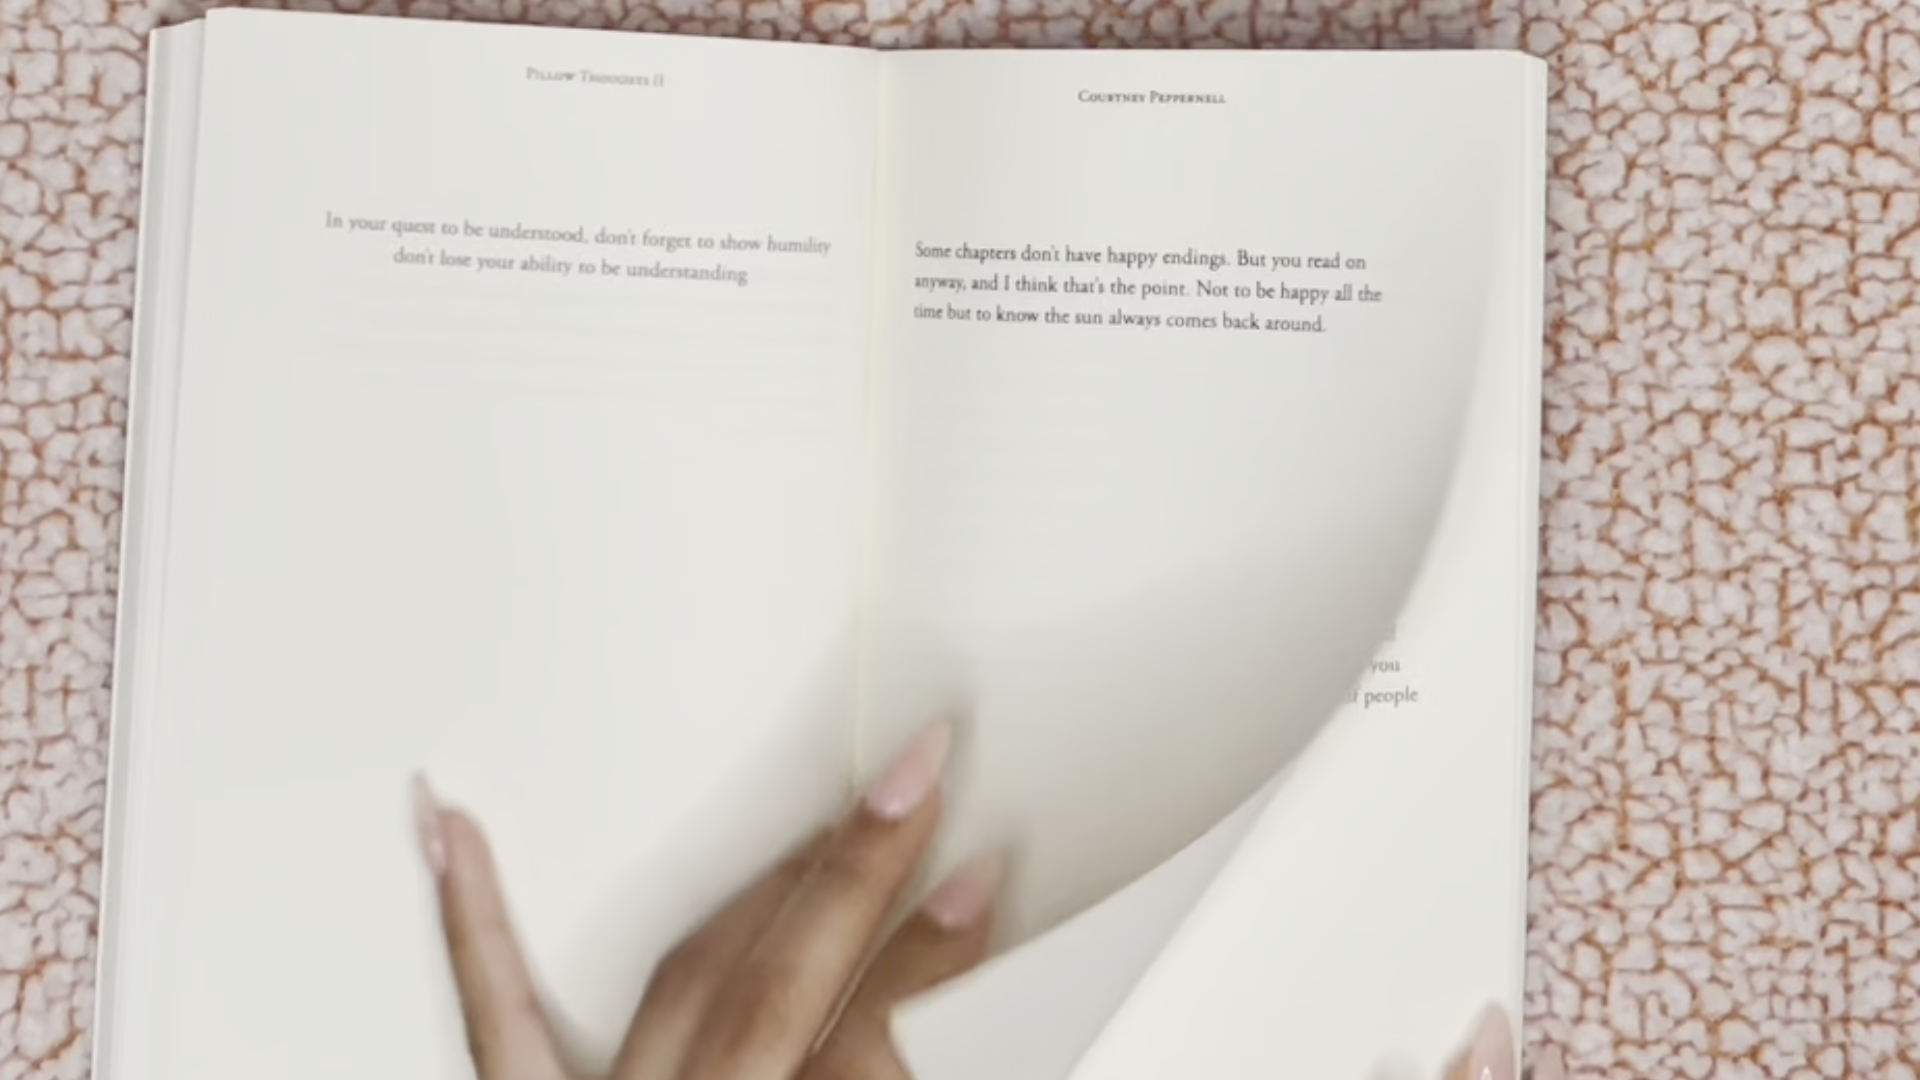 PILLOW THOUGHTS II
In your quest to be understood, don't forget to show humility
don't lose your ability to be understanding
COURTNEY PEPPERNELL
Some chapters don't have happy endings. But you read on
anyway, and I think that's the point. Not to be happy all the
time but to know the sun always comes back around.
you
people